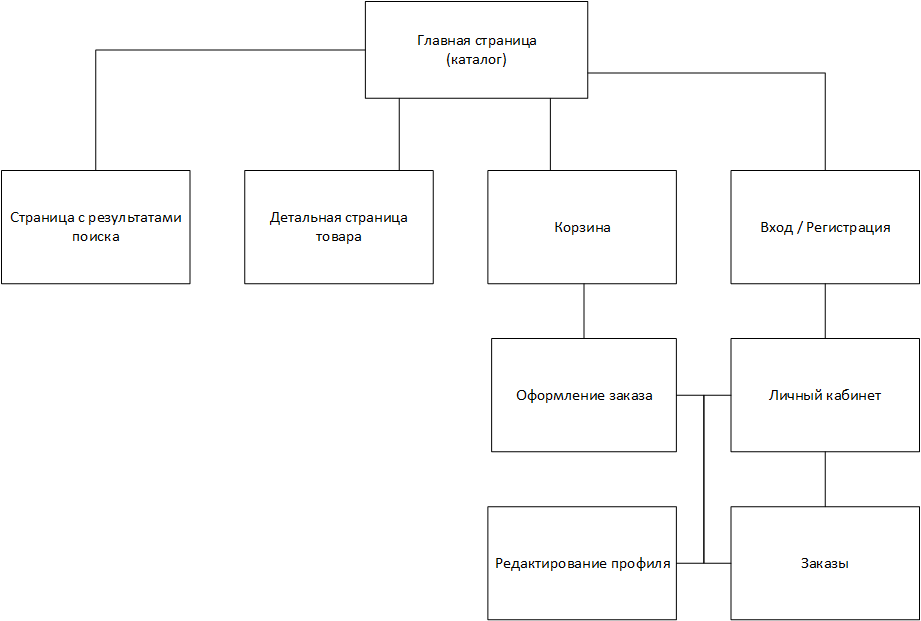 Главная страница
(каталог)
Страница с результатами
поиска
Детальная страница
товара
Корзина
Вход / Регистрация
Оформление заказа
Личный кабинет
Редактирование профиля
Заказы